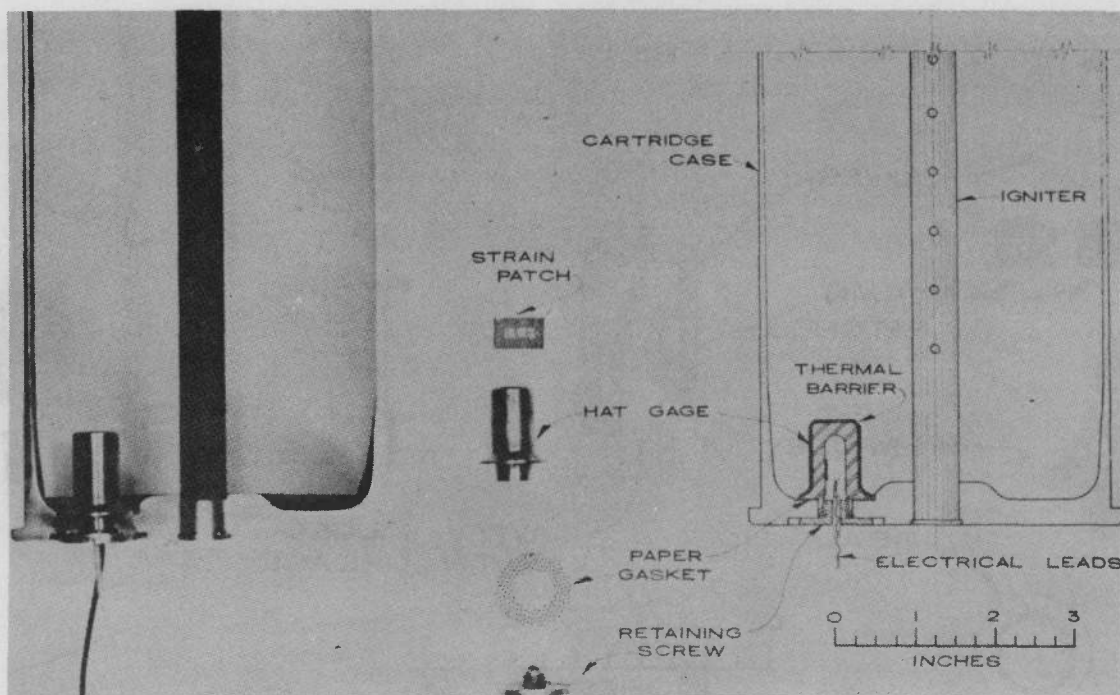 CARTRIDGE
CASE
IGNITER
STRAIN
PATCH
THERMAL
BARRIER
HAT GAGE
PAPER
GASKET
ELECTRICAL LEADS
RETAINING
SCREW
0 1 2 3
INCHES